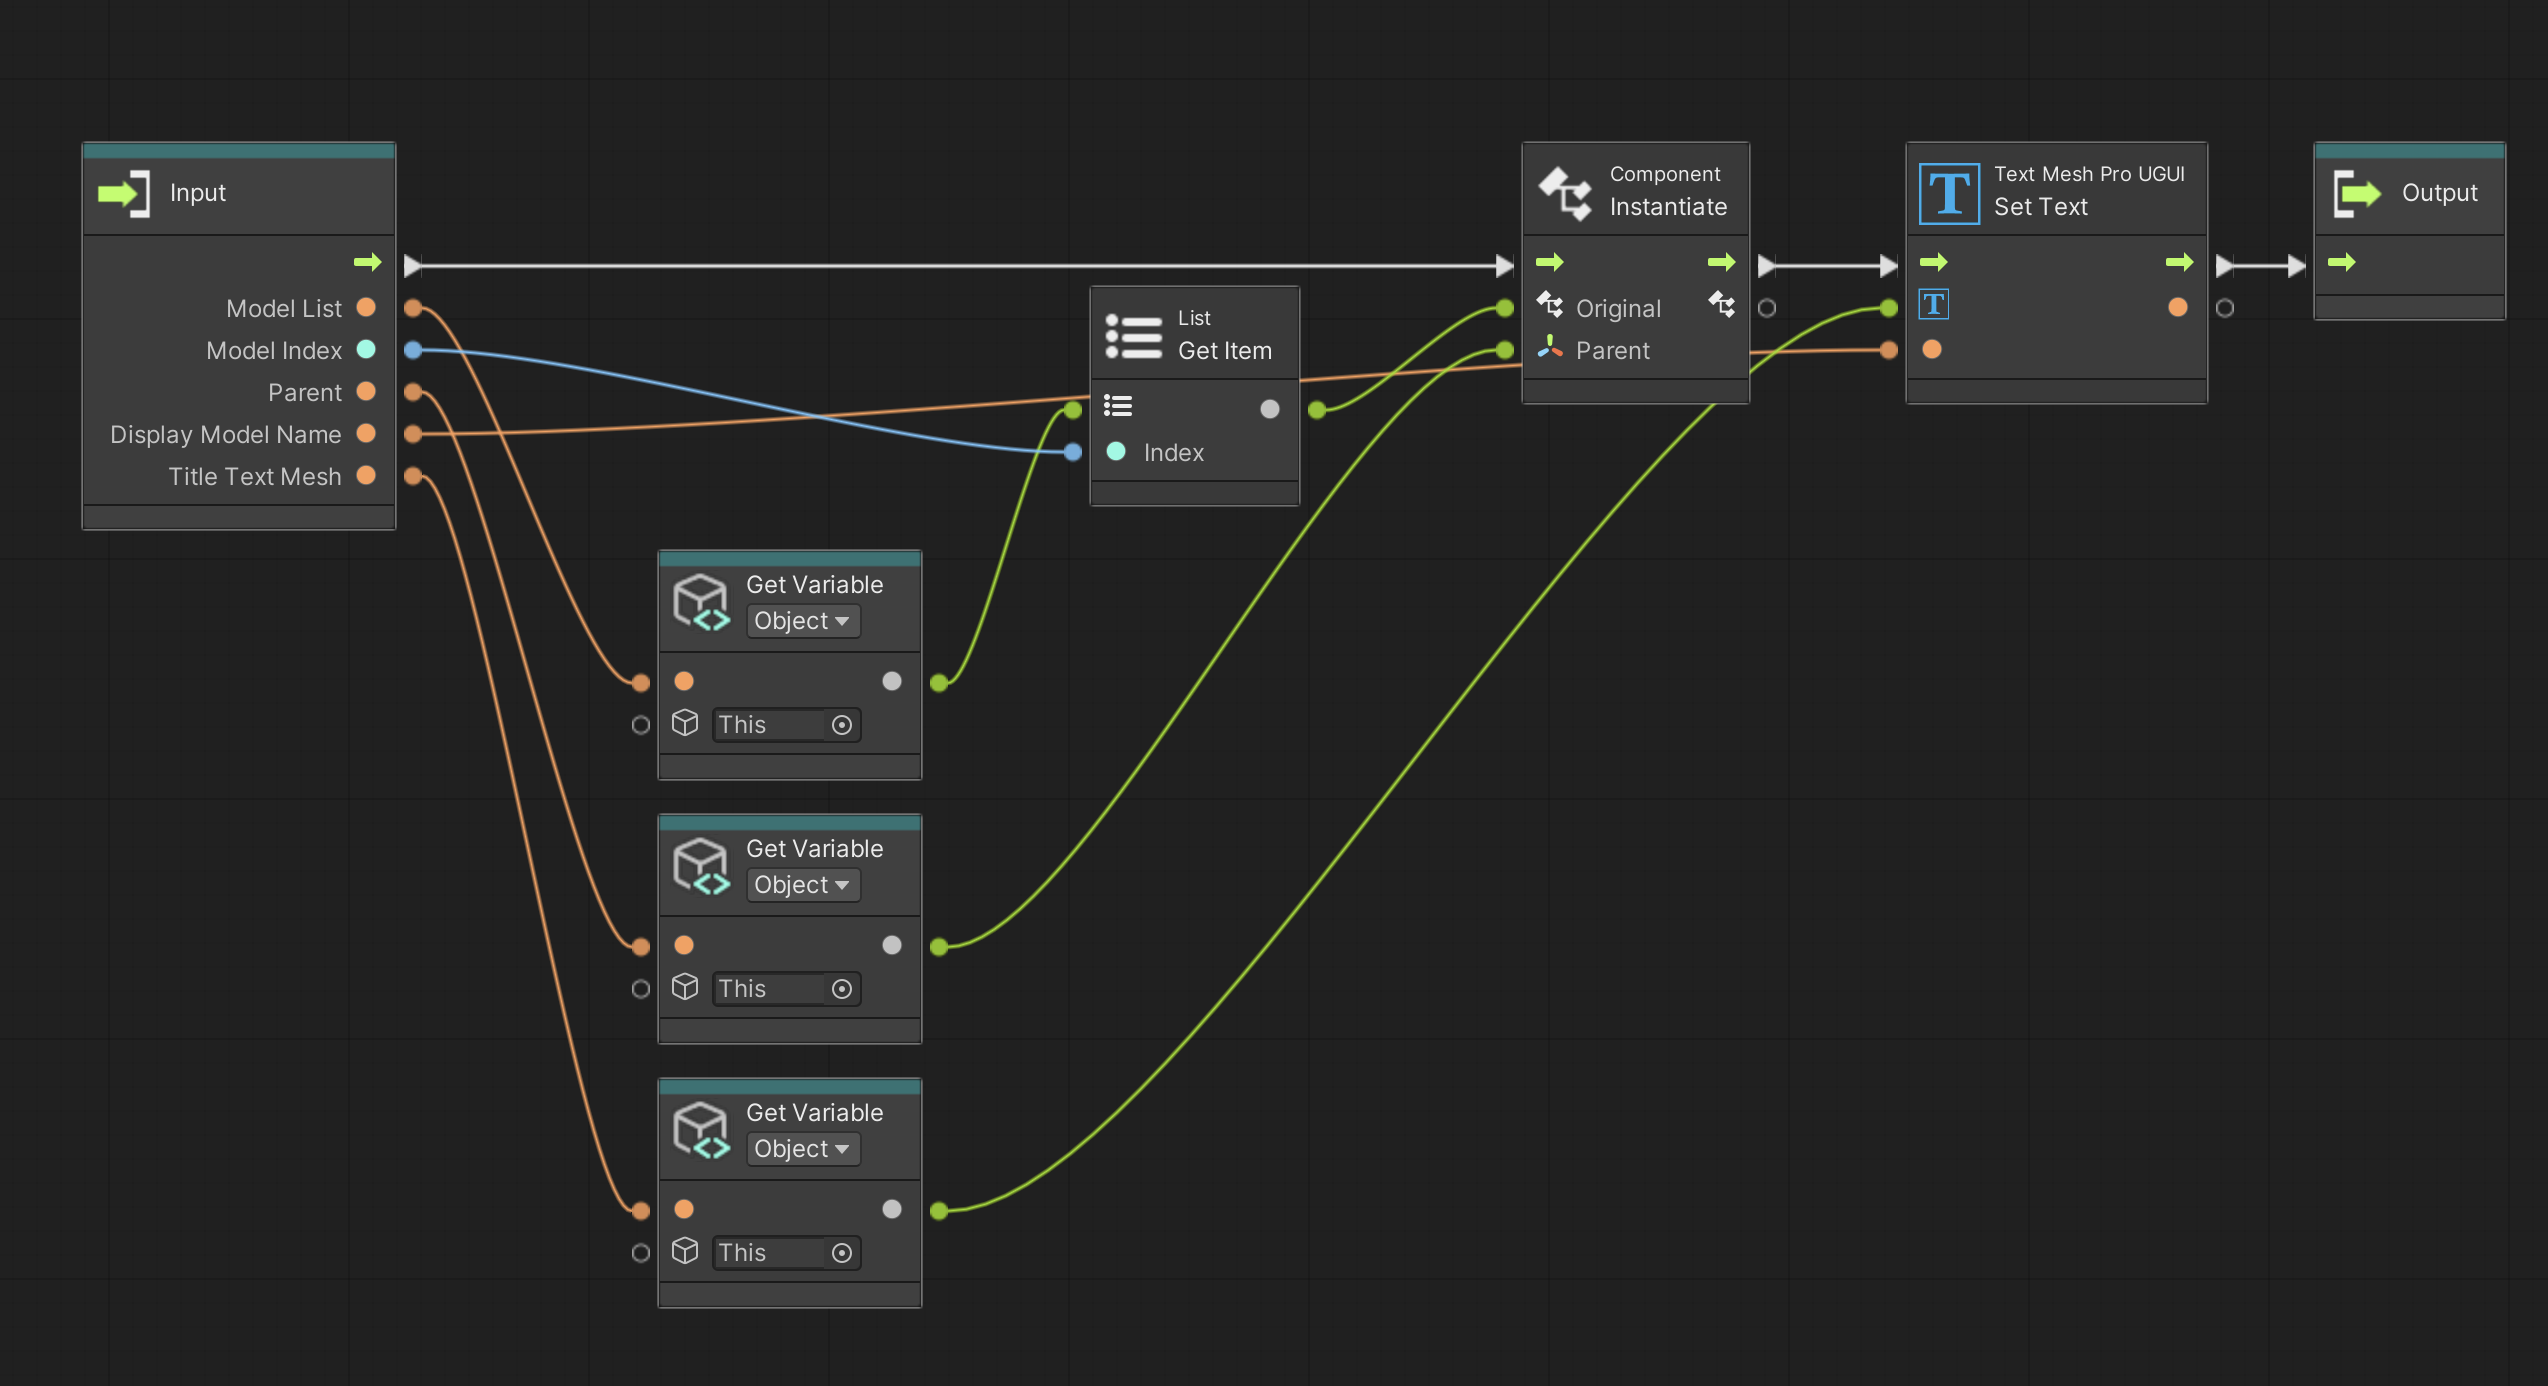 Input
Model List
Model Index
Parent
Display Model Name
Title Text Mesh
Get Variable
Object
This
Get Variable
Object
This
Get Variable
Object
This
List
Get Item
Index
Component
Instantiate
Original
Parent
Text Mesh Pro UGUI
Set Text
Output